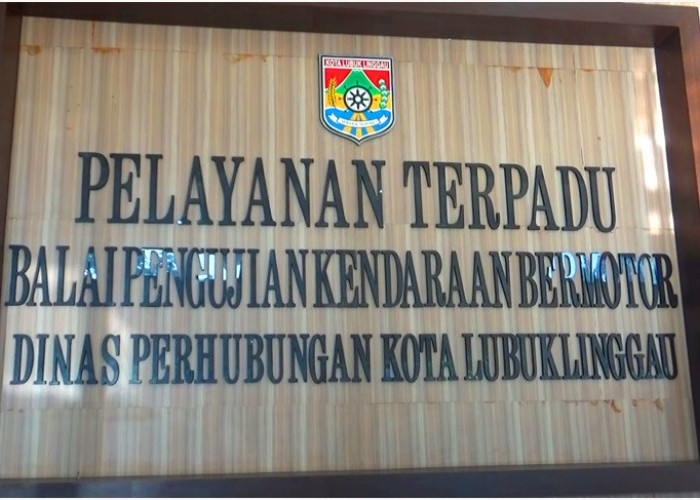 KOTA LUBUK LINGGAU
PELAYANAN TERPADU
BALAI PENGUJIAN KENDARAAN BERMOTOR
DINAS PERHUBUNGAN KOTA LUBUKLINGGAU